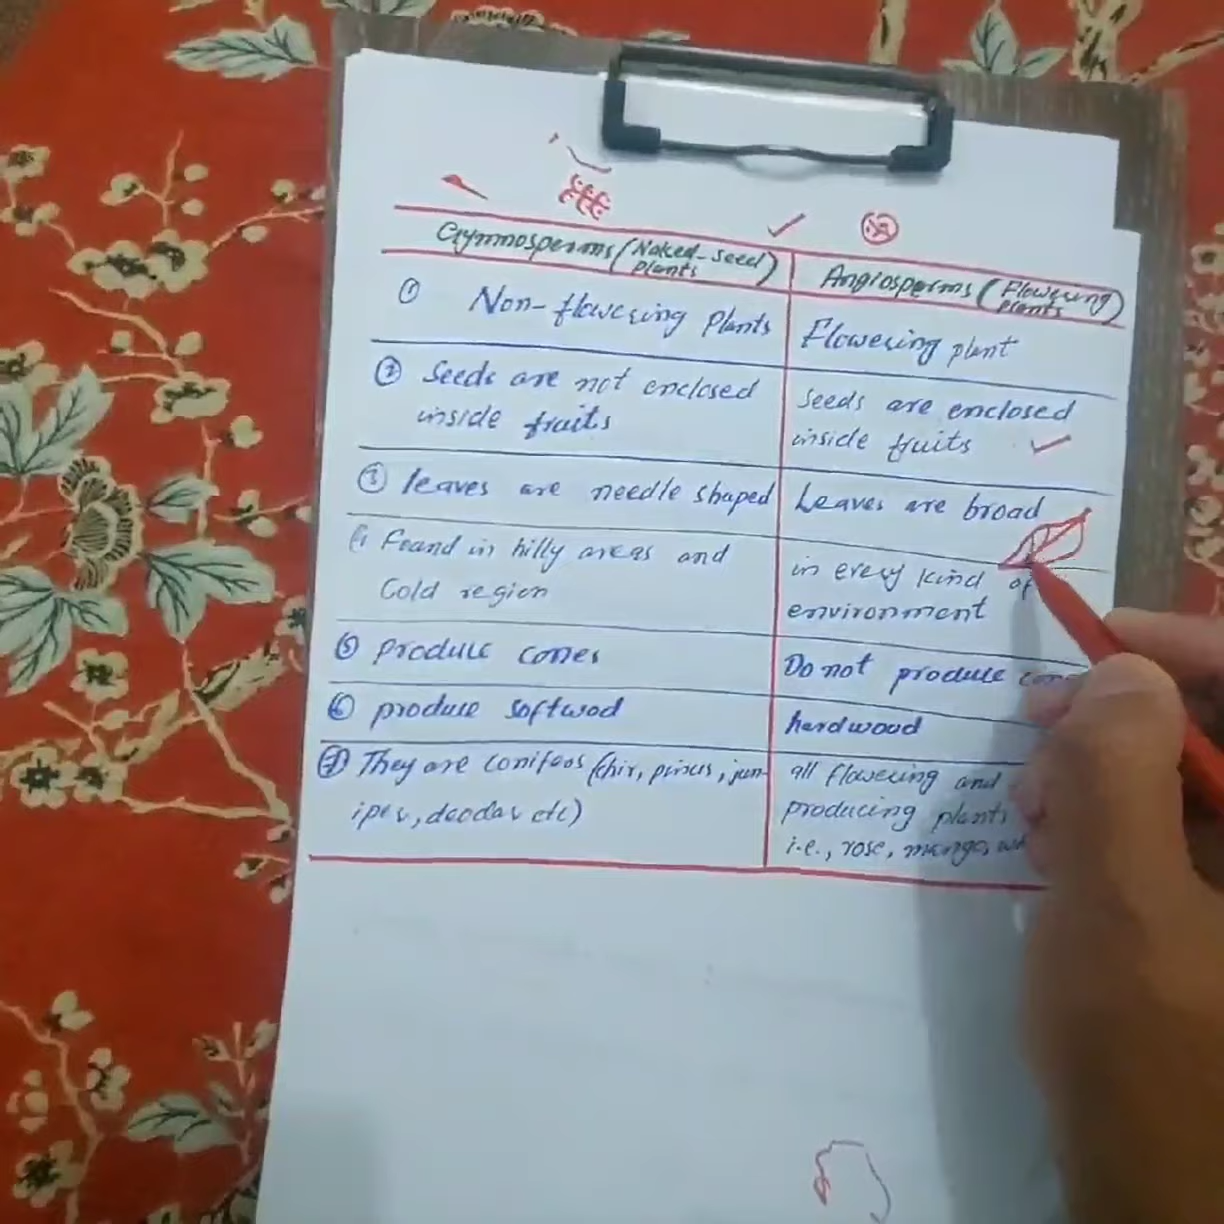 Gymnosperms (Naked-seed plants)
Angiosperms (Flowering plants)
① Non-flowering Plants
Flowering plant
② Seeds are not enclosed
inside fruits
Seeds are enclosed
inside fruits
③ leaves are needle shaped
Leaves are broad
Found in hilly areas and
Cold region
in every kind of
environment
⑤ produce cones
Do not produce
⑥ produce softwod
hardwood
⑦ They are conifeos (chir, pinus, jun-
iper, deodar etc)
all flowering and
producing plants
i.e., rose, mango,